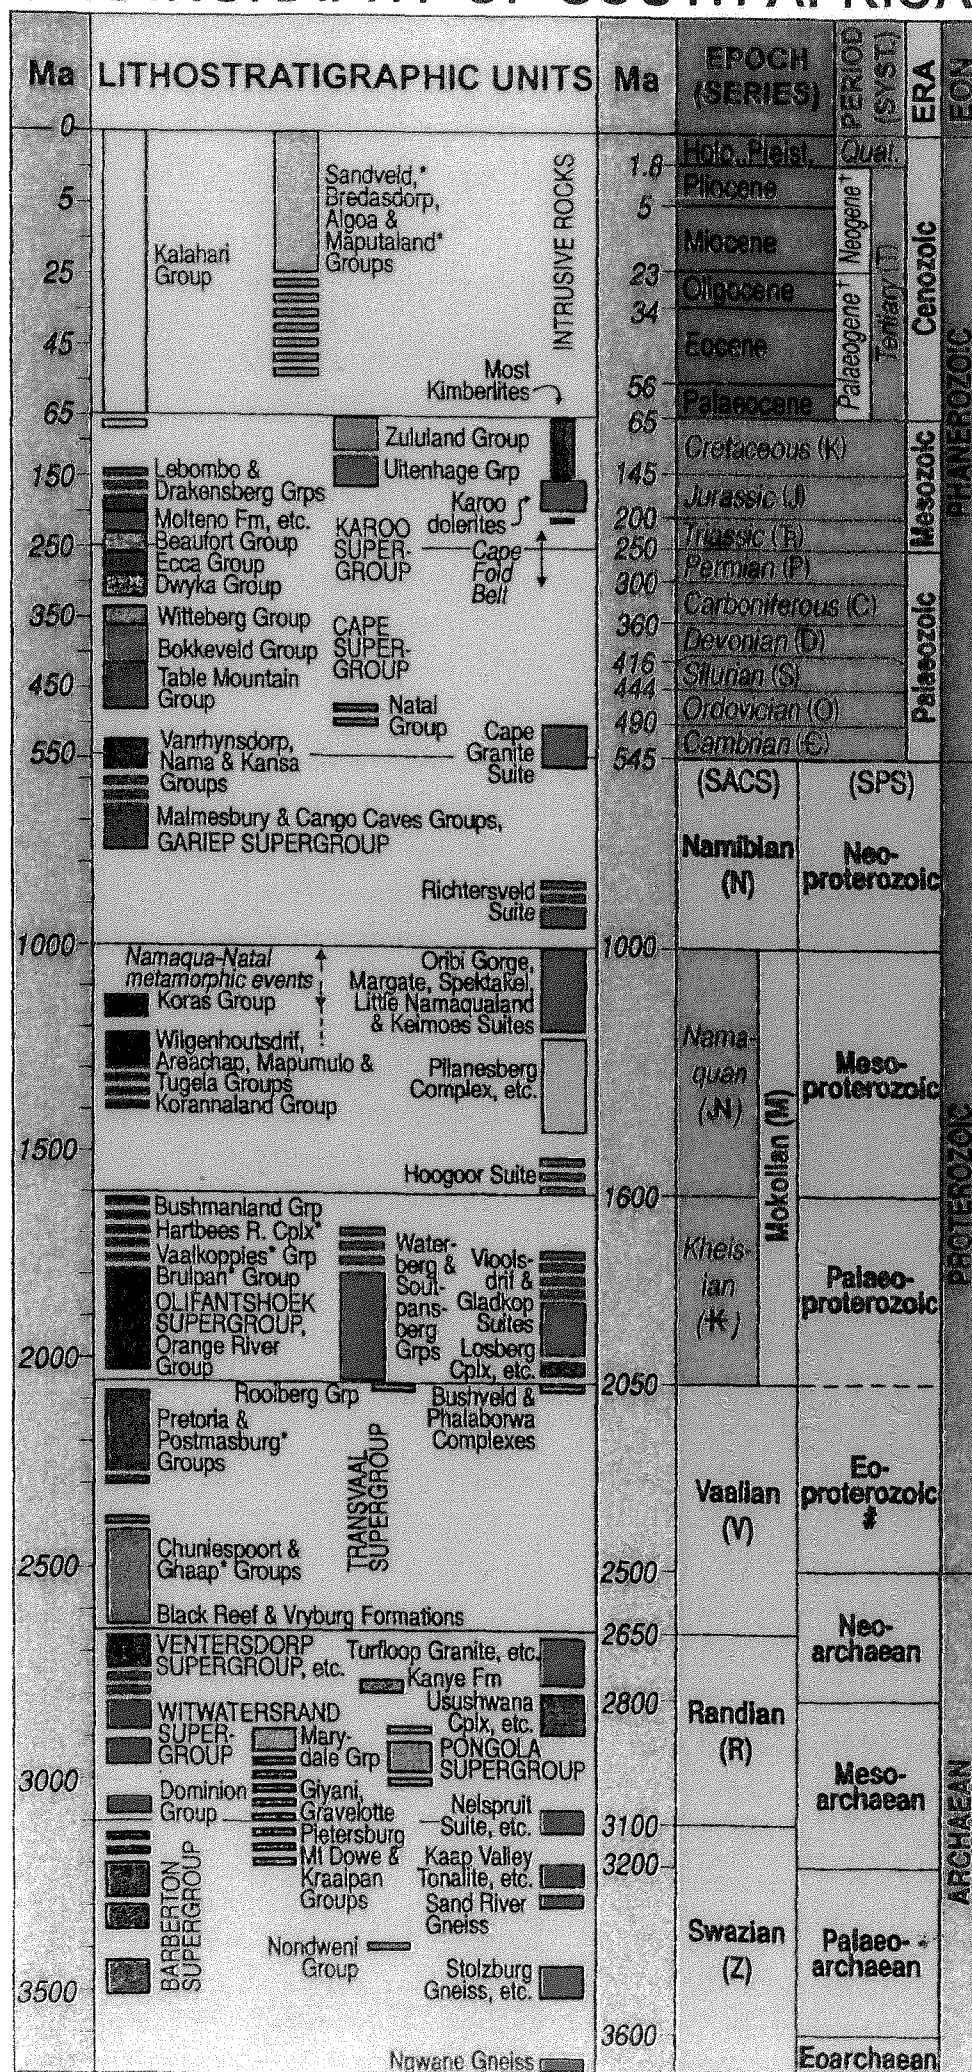 Ma
LITHOSTRATIGRAPHIC UNITS
Ma
EPOCH
(SERIES)
PERIOD
(SYST.)
ERA
EON
0
5
25
45
65
150
250
350
450
550
1000
1500
2000
2500
3000
3500
Kalahari
Group
Sandveld,*
Bredasdorp,
Algoa &
Maputaland*
Groups
INTRUSIVE ROCKS
Most
Kimberlites
Zululand Group
Uitenhage Grp
Lebombo &
Drakensberg Grps
Karoo
dolerites
Molteno Fm, etc.
Beaufort Group
Ecca Group
Dwyka Group
KAROO
SUPER-
GROUP
Cape
Fold
Belt
Witteberg Group
Bokkeveld Group
Table Mountain
Group
CAPE
SUPER-
GROUP
Natal
Group
Cape
Granite
Suite
Vanrhynsdorp,
Nama & Kansa
Groups
Malmesbury & Cango Caves Groups,
GARIEP SUPERGROUP
Richtersveld
Suite
Namaqua-Natal
metamorphic events
Koras Group
Oribi Gorge,
Margate, Spektakel,
Little Namaqualand
& Keimoes Suites
Wilgenhoutsdrif,
Areachap, Mapumulo &
Tugela Groups
Korannaland Group
Pilanesberg
Complex, etc.
Hoogoor Suite
Bushmanland Grp
Hartbees R. Cplx*
Vaalkoppies* Grp
Brulpan* Group
OLIFANTSHOEK
SUPERGROUP,
Orange River
Group
Water-
berg &
Sout-
pans-
berg
Grps
Viools-
drif &
Gladkop
Suites
Losberg
Cplx, etc.
Rooiberg Grp
Bushveld &
Phalaborwa
Complexes
Pretoria &
Postmasburg*
Groups
TRANSVAAL
SUPERGROUP
Chuniespoort &
Ghaap* Groups
Black Reef & Vryburg Formations
VENTERSDORP
SUPERGROUP, etc.
Turfloop Granite, etc.
Kanye Fm
WITWATERSRAND
SUPER-
GROUP
Usushwana
Cplx, etc.
Mary-
dale Grp
PONGOLA
SUPERGROUP
Dominion
Group
Giyani,
Gravelotte
Pietersburg
Mt Dowe &
Kraaipan
Groups
Nelspruit
Suite, etc.
BARBERTON
SUPERGROUP
Kaap Valley
Tonalite, etc.
Sand River
Gneiss
Nondweni
Group
Stolzburg
Gneiss, etc.
Ngwane Gneiss
1.8
5
23
34
56
65
145
200
250
300
360
416
444
490
545
1000
1600
2050
2500
2650
2800
3100
3200
3600
Holo., Pleist.
Pliocene
Miocene
Oligocene
Eocene
Palaeocene
Quat.
Neogene†
Palaeogene†
Tertiary (T)
Cenozoic
Cretaceous (K)
Jurassic (J)
Triassic (Ꞇ)
Mesozoic
Permian (P)
Carboniferous (C)
Devonian (D)
Silurian (S)
Ordovician (O)
Cambrian (Ꞓ)
Palaeozoic
PHANEROZOIC
(SACS)
(SPS)
Namibian
(N)
Neo-
proterozoic
Nama-
quan
(N)
Mokolian (M)
Meso-
proterozoic
Kheis-
ian
(K)
Palaeo-
proterozoic
PROTEROZOIC
Vaalian
(V)
Eo-
proterozoic
#
Neo-
archaean
Randian
(R)
Meso-
archaean
Swazian
(Z)
Palaeo-
archaean
Eoarchaean
ARCHAEAN